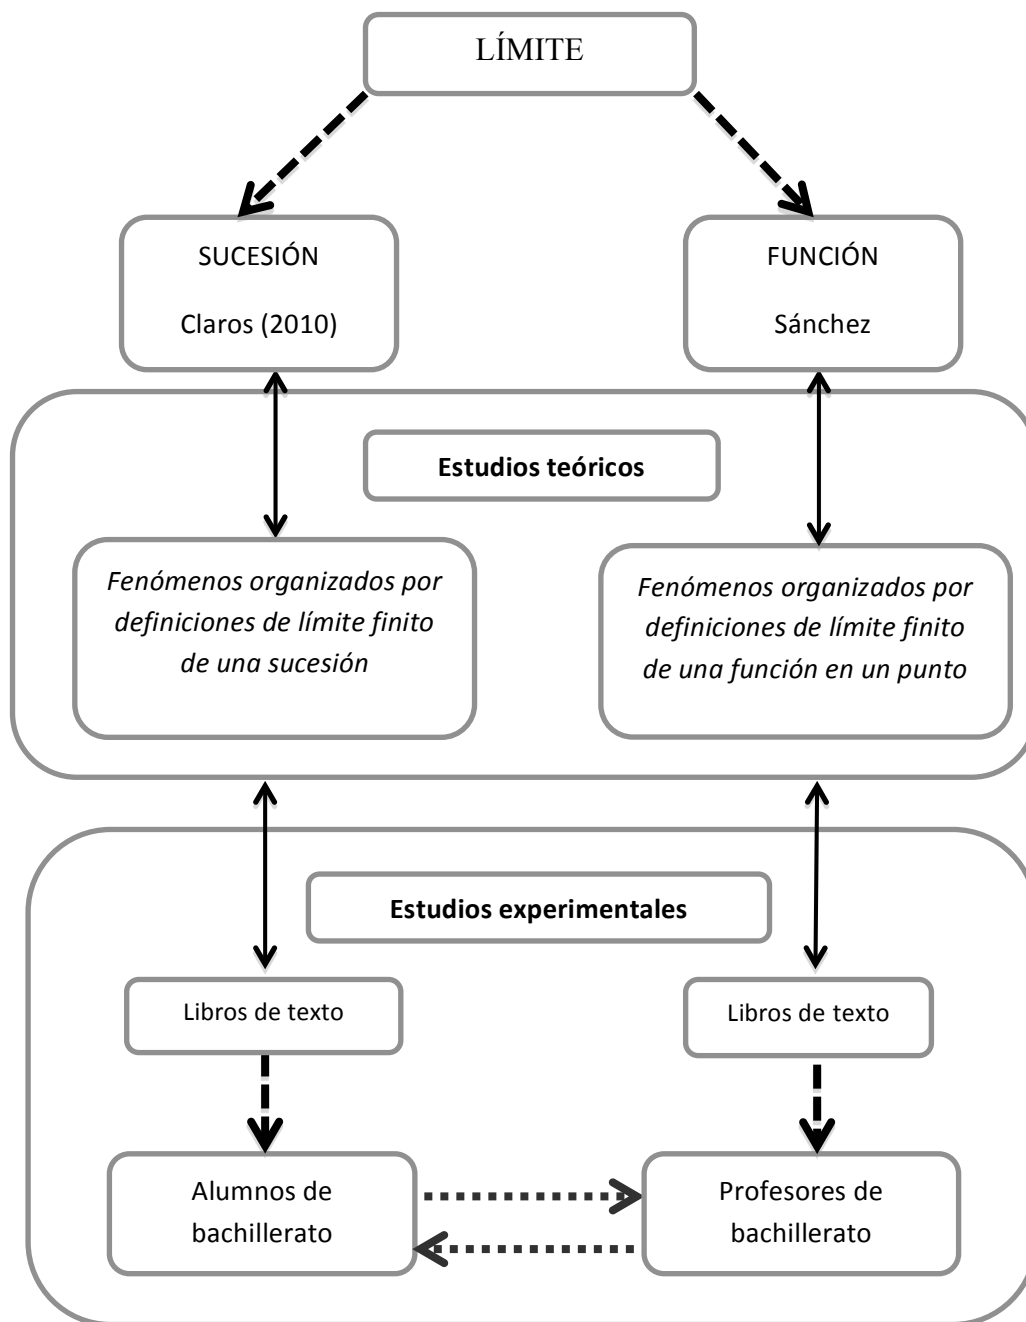 LÍMITE
SUCESIÓN
Claros (2010)
FUNCIÓN
Sánchez
Estudios teóricos
Fenómenos organizados por
definiciones de límite finito
de una sucesión
Fenómenos organizados por
definiciones de límite finito
de una función en un punto
Estudios experimentales
Libros de texto
Libros de texto
Alumnos de
bachillerato
Profesores de
bachillerato